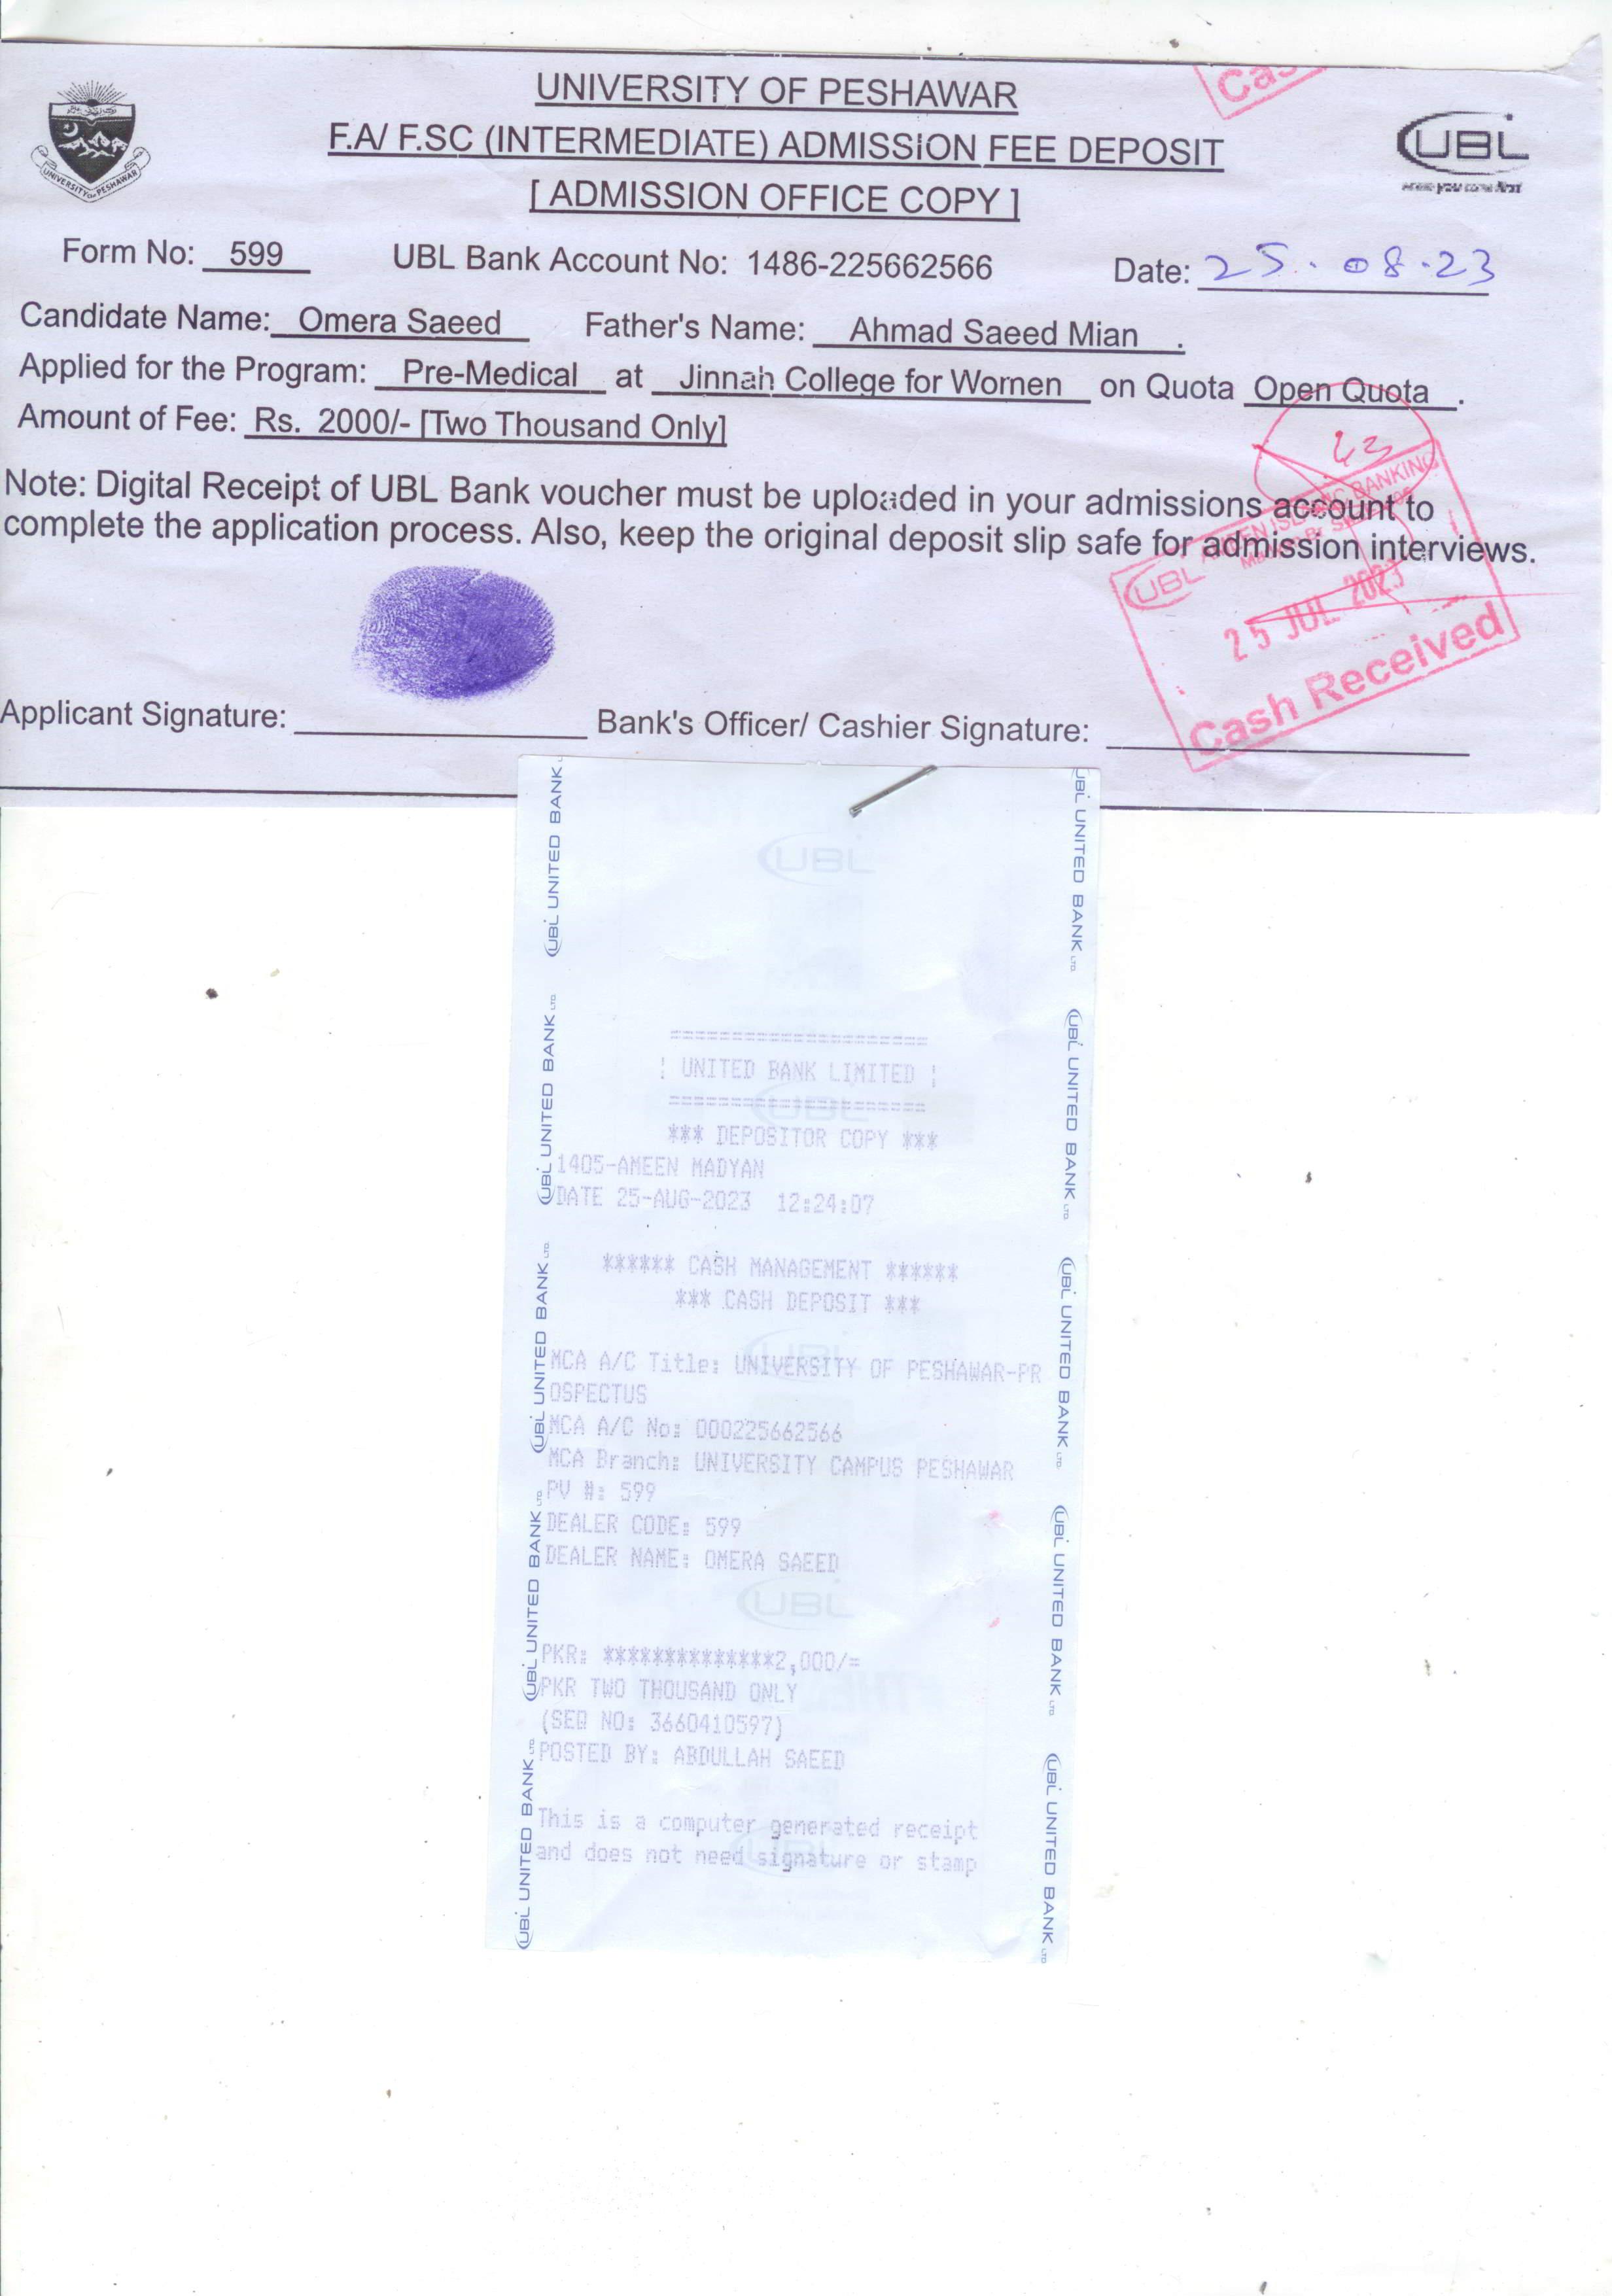 UNIVERSITY OF PESHAWAR
F.A/ F.SC (INTERMEDIATE) ADMISSION FEE DEPOSIT
[ ADMISSION OFFICE COPY ]
UNIVERSITY OF PESHAWAR
UBL
where you come first
Form No: 599 UBL Bank Account No: 1486-225662566 Date: 25.08.23
Candidate Name: Omera Saeed Father's Name: Ahmad Saeed Mian .
Applied for the Program: Pre-Medical at Jinnah College for Women on Quota Open Quota .
Amount of Fee: Rs. 2000/- [Two Thousand Only]
Note: Digital Receipt of UBL Bank voucher must be uploaded in your admissions account to
complete the application process. Also, keep the original deposit slip safe for admission interviews.
UBL AMEEN ISLAMIC BANKING
25 JUL 2023
Cash Received
Applicant Signature: Bank's Officer/ Cashier Signature:
UBL UNITED BANK LTD.
UNITED BANK LIMITED
*** DEPOSITOR COPY ***
1405-AMEEN MADYAN
DATE 25-AUG-2023 12:24:07
****** CASH MANAGEMENT ******
*** CASH DEPOSIT ***
MCA A/C Title: UNIVERSITY OF PESHAWAR-PR
OSPECTUS
MCA A/C No: 000225662566
MCA Branch: UNIVERSITY CAMPUS PESHAWAR
PV #: 599
DEALER CODE: 599
DEALER NAME: OMERA SAEED
PKR: **************2,000/=
PKR TWO THOUSAND ONLY
(SEQ NO: 3660410597)
POSTED BY: ABDULLAH SAEED
This is a computer generated receipt
and does not need signature or stamp